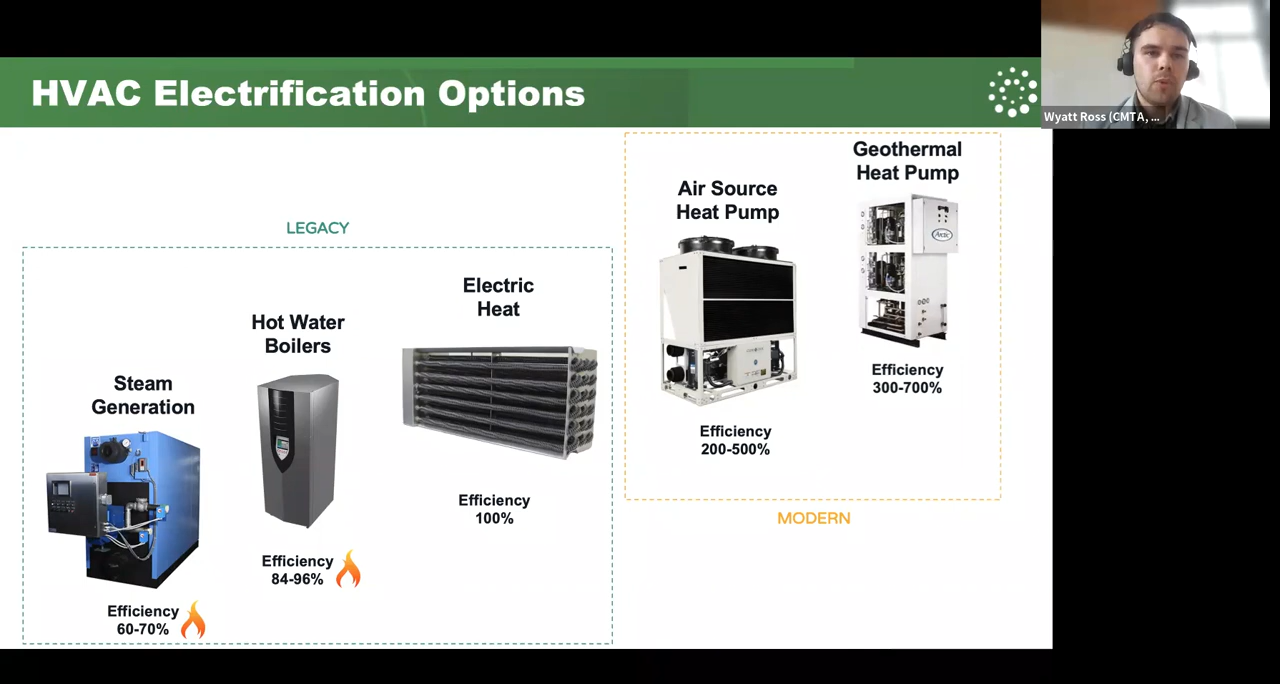 HVAC Electrification Options
Wyatt Ross (CMTA, ...
LEGACY
Steam
Generation
Efficiency
60-70%
Hot Water
Boilers
Efficiency
84-96%
Electric
Heat
Efficiency
100%
Air Source
Heat Pump
Efficiency
200-500%
Geothermal
Heat Pump
Arctic
Efficiency
300-700%
MODERN